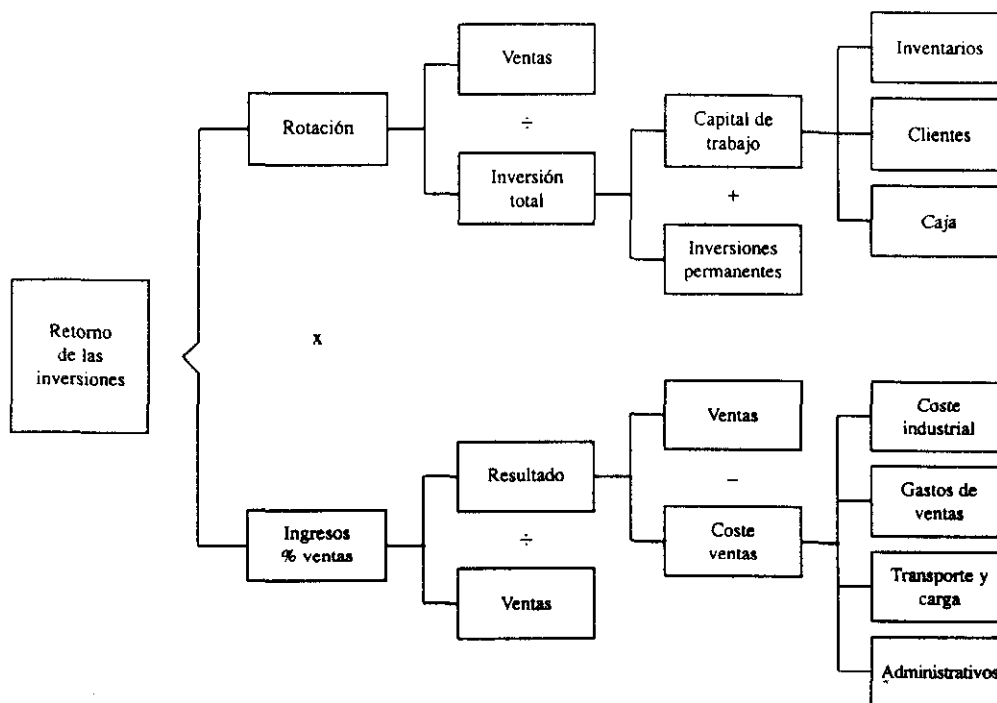 Retorno
de las
inversiones
Rotación
x
Ingresos
% ventas
Ventas
÷
Inversión
total
Resultado
÷
Ventas
Capital de
trabajo
+
Inversiones
permanentes
Ventas
−
Coste
ventas
Inventarios
Clientes
Caja
Coste
industrial
Gastos de
ventas
Transporte y
carga
Administrativos